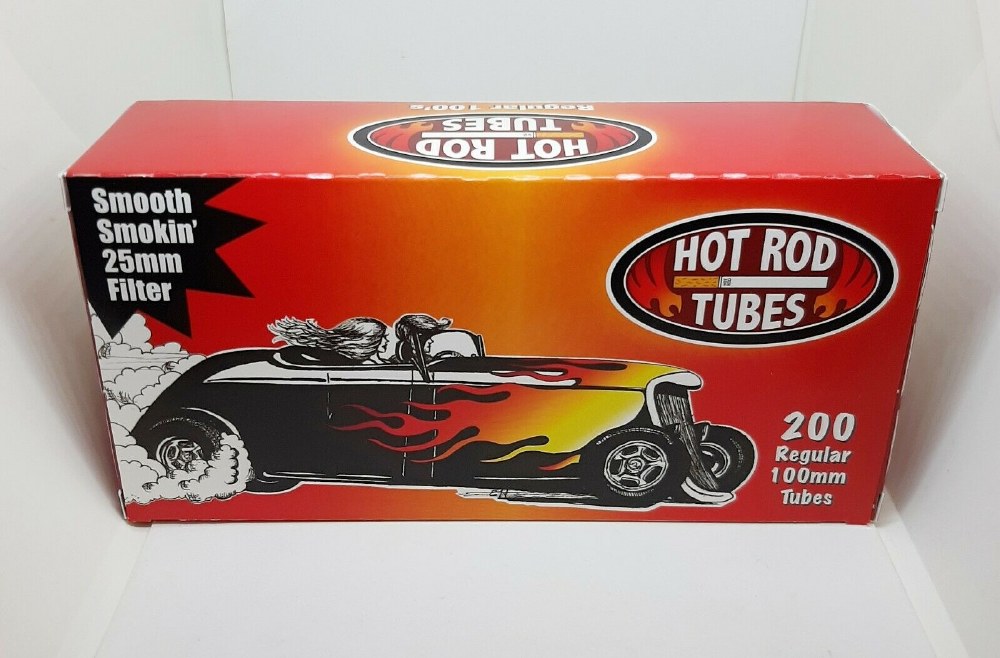 Regular 100's
HOT ROD
TUBES
Smooth
Smokin'
25mm
Filter
HOT ROD
TUBES
200
Regular
100mm
Tubes